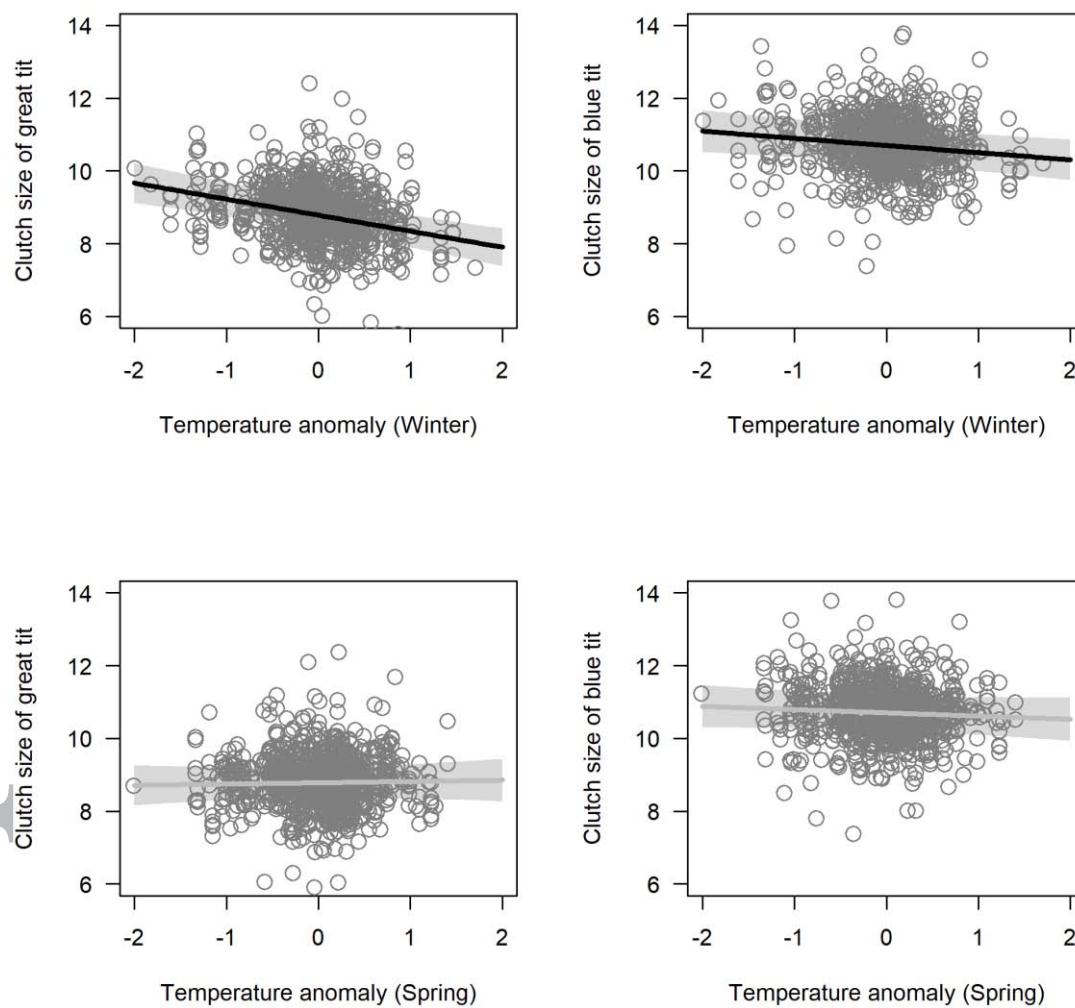 14
12
10
8
6
Clutch size of great tit
-2 -1 0 1 2
Temperature anomaly (Winter)
14
12
10
8
6
Clutch size of blue tit
-2 -1 0 1 2
Temperature anomaly (Winter)
14
12
10
8
6
Clutch size of great tit
-2 -1 0 1 2
Temperature anomaly (Spring)
14
12
10
8
6
Clutch size of blue tit
-2 -1 0 1 2
Temperature anomaly (Spring)